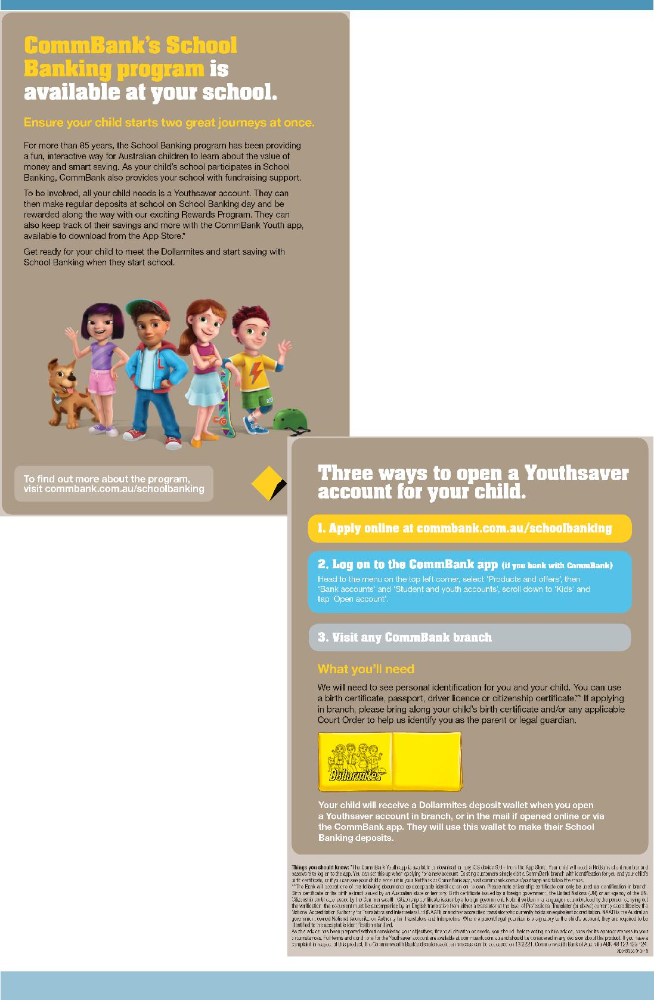 CommBank's School
Banking program is
available at your school.
Ensure your child starts two great journeys at once.
For more than 85 years, the School Banking program has been providing
a fun, interactive way for Australian children to learn about the value of
money and smart saving. As your child's school participates in School
Banking, CommBank also provides your school with fundraising support.
To be involved, all your child needs is a Youthsaver account. They can
then make regular deposits at school on School Banking day and be
rewarded along the way with our exciting Rewards Program. They can
also keep track of their savings and more with the CommBank Youth app,
available to download from the App Store.*
Get ready for your child to meet the Dollarmites and start saving with
School Banking when they start school.
L
To find out more about the program,
visit commbank.com.au/schoolbanking
Three ways to open a Youthsaver
account for your child.
1. Apply online at commbank.com.au/schoolbanking
2. Log on to the CommBank app (if you bank with CommBank)
Head to the menu on the top left corner, select 'Products and offers', then
'Bank accounts' and 'Student and youth accounts', scroll down to 'Kids' and
tap 'Open account'.
3. Visit any CommBank branch
What you'll need
We will need to see personal identification for you and your child. You can use
a birth certificate, passport, driver licence or citizenship certificate.** If applying
in branch, please bring along your child's birth certificate and/or any applicable
Court Order to help us identify you as the parent or legal guardian.
Dollarmites
Your child will receive a Dollarmites deposit wallet when you open
a Youthsaver account in branch, or in the mail if opened online or via
the CommBank app. They will use this wallet to make their School
Banking deposits.
Things you should know: *The CommBank Youth app is available to download on any iOS device 9.0+ from the App Store. Your child will need a NetBank client number and
password to log on to the app. You can set this up when applying for a new account. Existing customers simply visit a CommBank branch with identification for you and your child's
birth certificate, or if you can see your child's account in your NetBank or CommBank app, visit commbank.com.au/youthapp and follow the steps.
**The Bank will accept one of the following documents as acceptable identification on its own. Please note citizenship certificate can only be used as identification in branch.
Birth certificate or the birth extract issued by an Australian state or territory. Birth certificate issued by a foreign government, the United Nations (UN) or an agency of the UN.
Citizenship certificate issued by the Commonwealth. Citizenship certificate issued by a foreign government. Note: if written in a language not understood by the person carrying out
the verification, the document must be accompanied by an English translation from either a translator at the level of Professional Translator (or above) currently accredited by the
National Accreditation Authority for Translators and Interpreters Ltd (NAATI) or another accredited translator who currently holds an equivalent accreditation. NAATI is the Australian
government owned National Accreditation Authority for Translators and Interpreters. Where a parent/legal guardian is a signatory to the child's account, they are required to be
identified to the acceptable identification standard.
As this advice has been prepared without considering your objectives, financial situation or needs, you should, before acting on this advice, consider its appropriateness to your
circumstances. Full terms and conditions for the Youthsaver account are available at commbank.com.au and should be considered in any decision about the product. If you have a
complaint in respect of this product, the Commonwealth Bank's dispute resolution process can be accessed on 13 2221. Commonwealth Bank of Australia ABN 48 123 123 124.